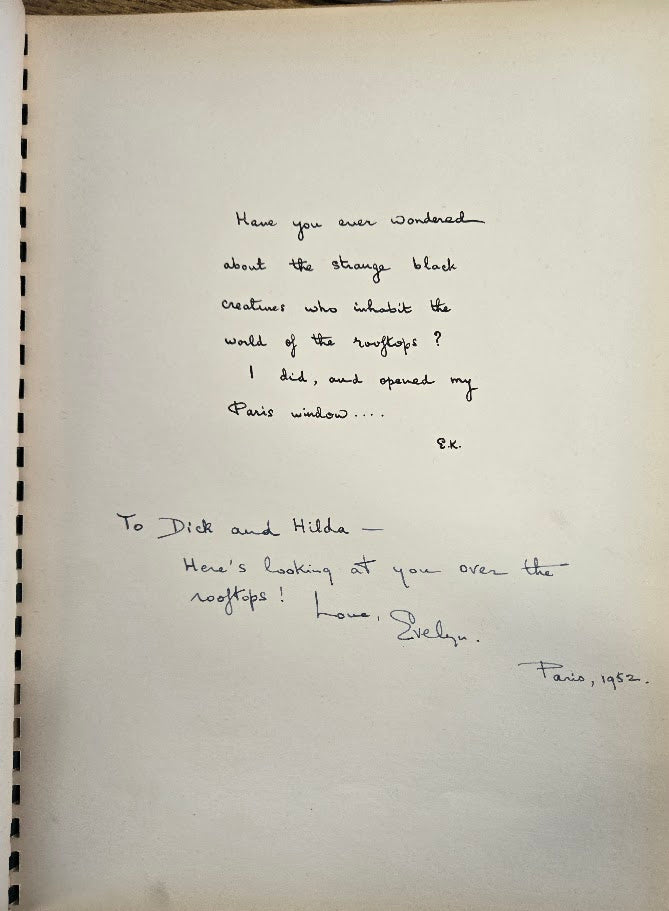 Have you ever wondered
about the strange black
creatures who inhabit the
world of the rooftops ?
I did, and opened my
Paris window....
E.K.
To Dick and Hilda —
Here's looking at you over the
rooftops ! Love, Evelyn.
Paris, 1952.